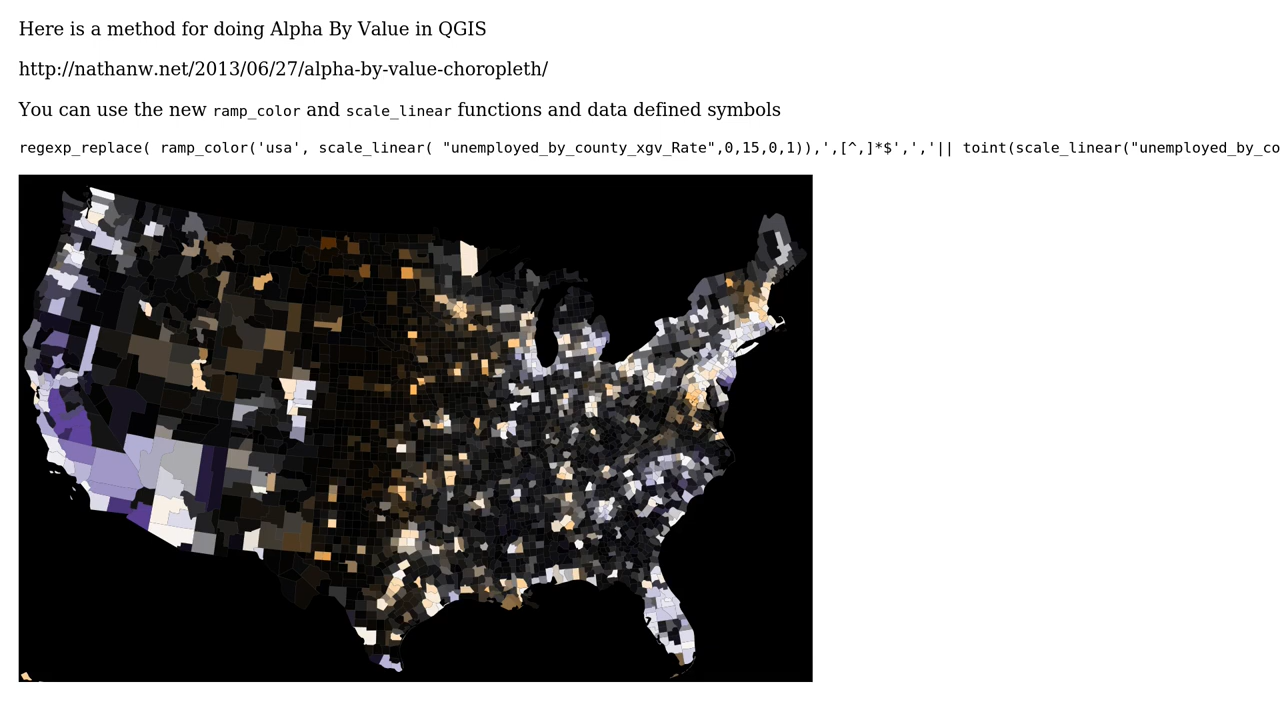 Here is a method for doing Alpha By Value in QGIS
http://nathanw.net/2013/06/27/alpha-by-value-choropleth/
You can use the new ramp_color and scale_linear functions and data defined symbols
regexp_replace( ramp_color('usa', scale_linear( "unemployed_by_county_xgv_Rate",0,15,0,1)),',[^,]*$',','|| toint(scale_linear("unemployed_by_co